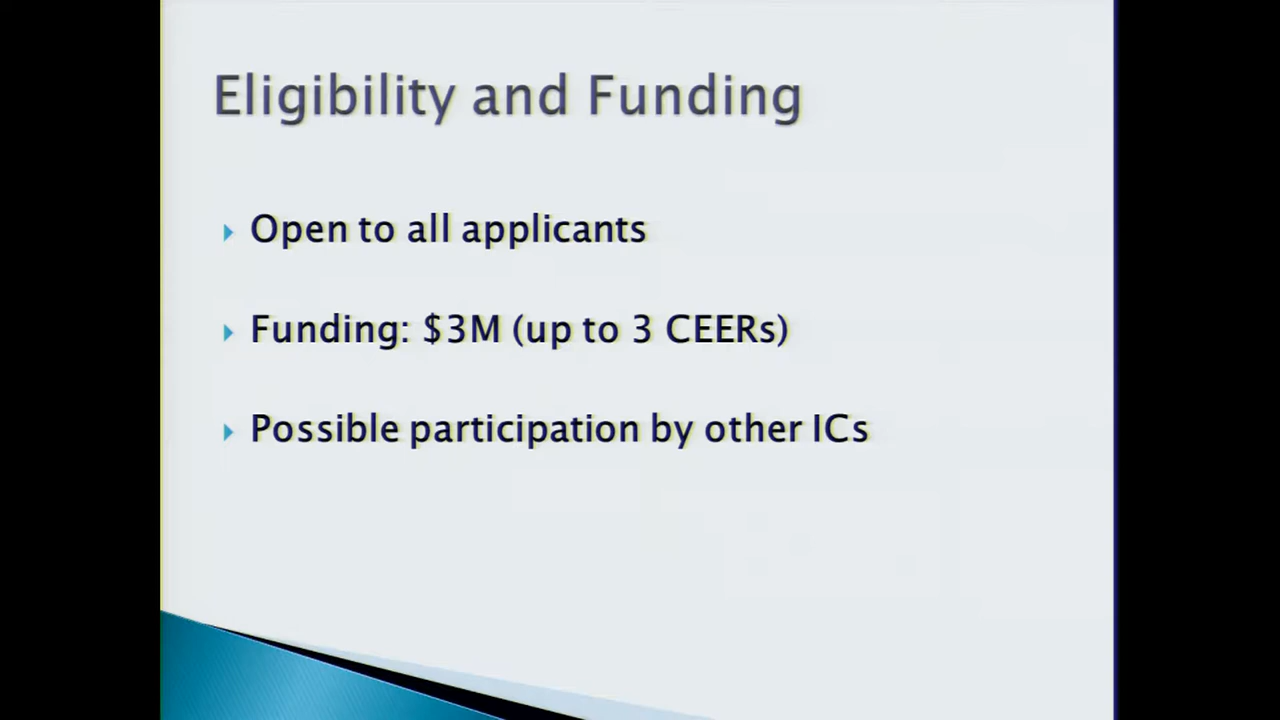 Eligibility and Funding
Open to all applicants
Funding: $3M (up to 3 CEERs)
Possible participation by other ICs